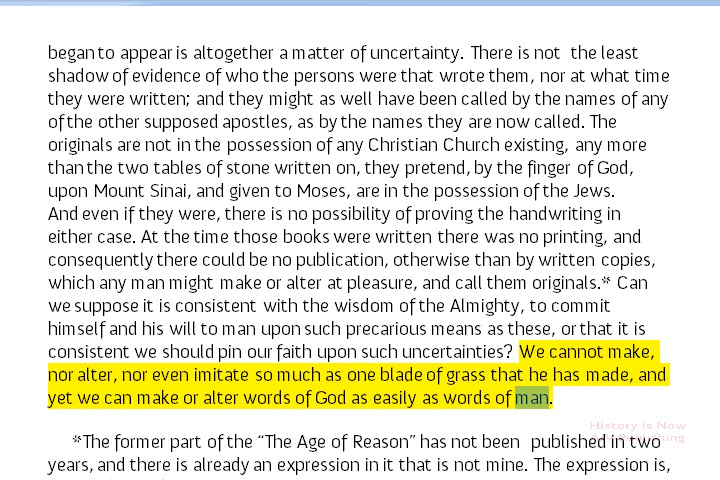 began to appear is altogether a matter of uncertainty. There is not the least
shadow of evidence of who the persons were that wrote them, nor at what time
they were written; and they might as well have been called by the names of any
of the other supposed apostles, as by the names they are now called. The
originals are not in the possession of any Christian Church existing, any more
than the two tables of stone written on, they pretend, by the finger of God,
upon Mount Sinai, and given to Moses, are in the possession of the Jews.
And even if they were, there is no possibility of proving the handwriting in
either case. At the time those books were written there was no printing, and
consequently there could be no publication, otherwise than by written copies,
which any man might make or alter at pleasure, and call them originals.* Can
we suppose it is consistent with the wisdom of the Almighty, to commit
himself and his will to man upon such precarious means as these, or that it is
consistent we should pin our faith upon such uncertainties? We cannot make,
nor alter, nor even imitate so much as one blade of grass that he has made, and
yet we can make or alter words of God as easily as words of man.
History Is Now
Publishing
*The former part of the “The Age of Reason” has not been published in two
years, and there is already an expression in it that is not mine. The expression is,